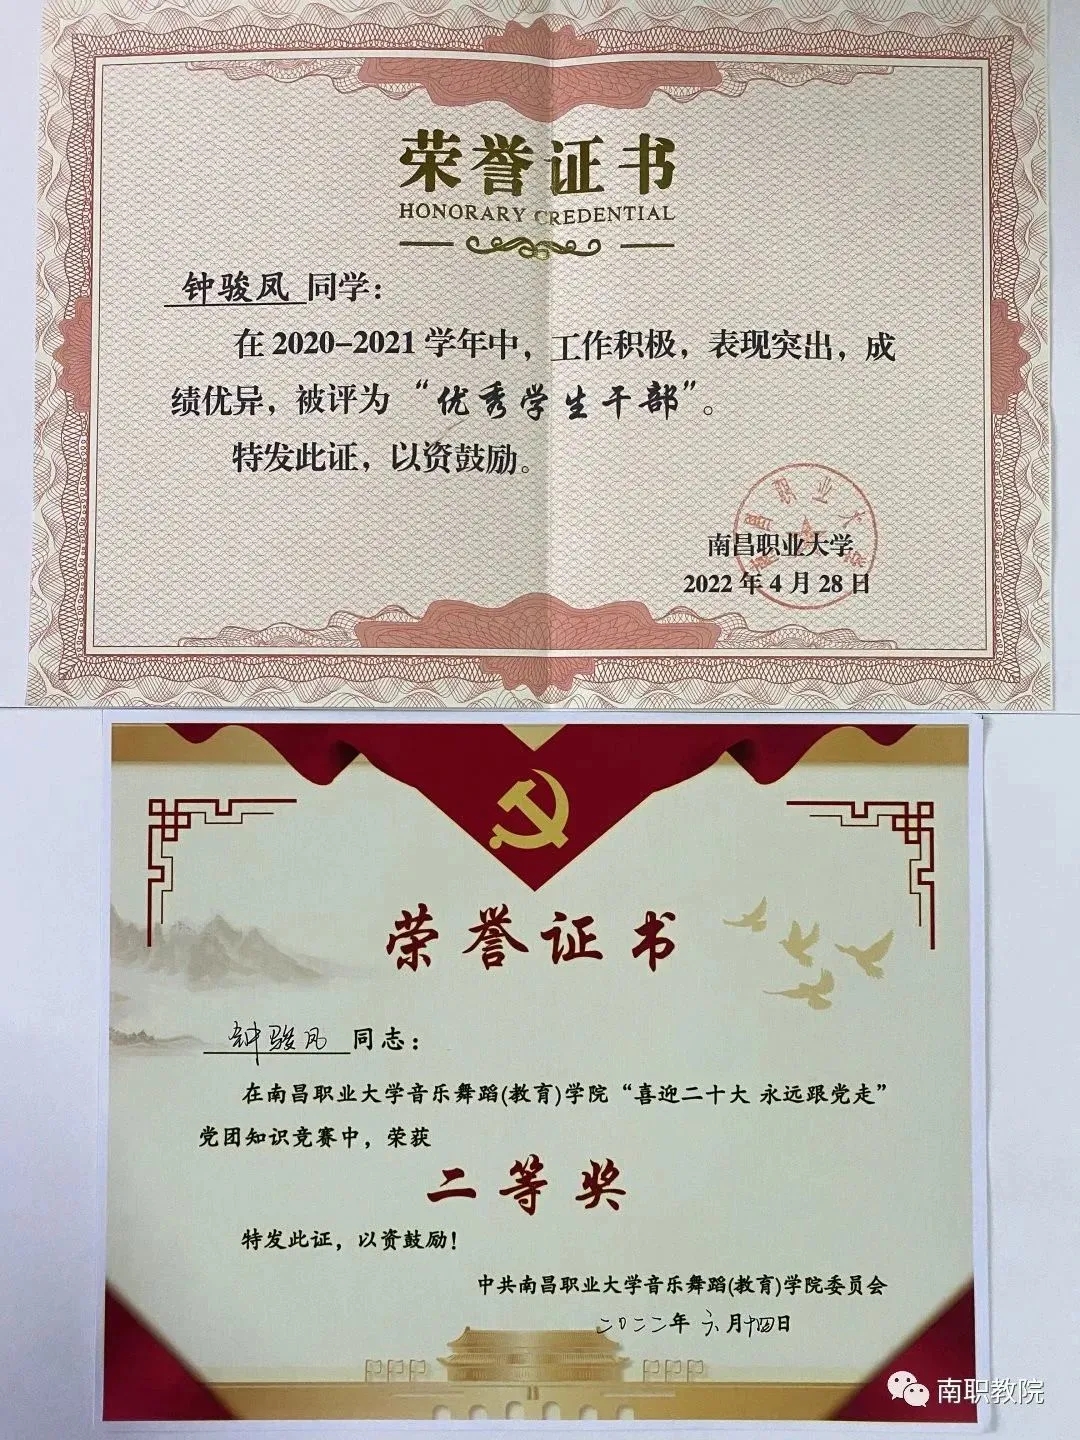 荣誉证书
HONORARY CREDENTIAL
钟骏凤 同学：
在 2020-2021 学年中，工作积极，表现突出，成
绩优异，被评为“优秀学生干部”。
特发此证，以资鼓励。
南昌职业大学
南昌职业大学
2022 年 4 月 28 日
荣誉证书
钟骏凤 同志：
在南昌职业大学音乐舞蹈(教育)学院“喜迎二十大 永远跟党走”
党团知识竞赛中，荣获
二等奖
特发此证，以资鼓励！
中共南昌职业大学音乐舞蹈(教育)学院委员会
二〇二二年 六月十四日
南职教院